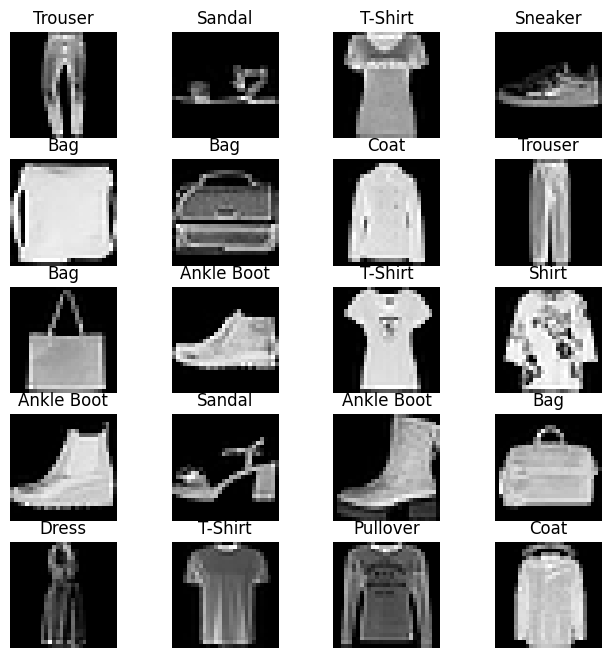 Trouser Sandal T-Shirt Sneaker
Bag Bag Coat Trouser
Bag Ankle Boot T-Shirt Shirt
Ankle Boot Sandal Ankle Boot Bag
Dress T-Shirt Pullover Coat